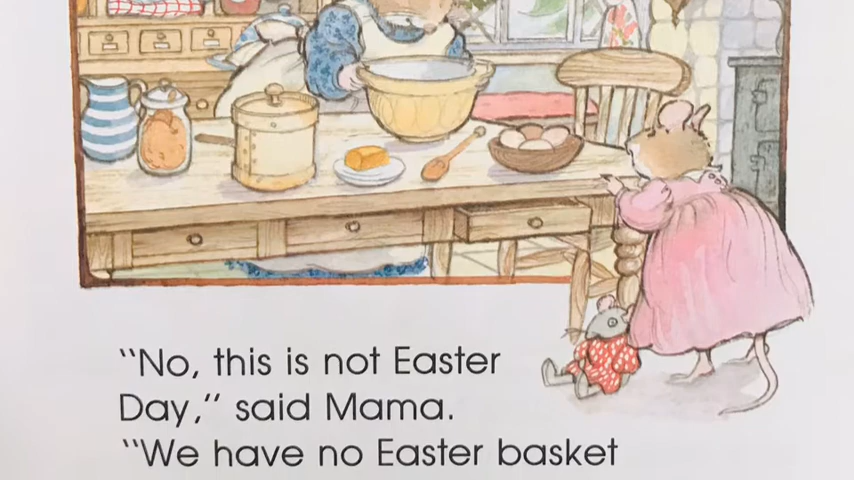 "No, this is not Easter
Day," said Mama.
"We have no Easter basket